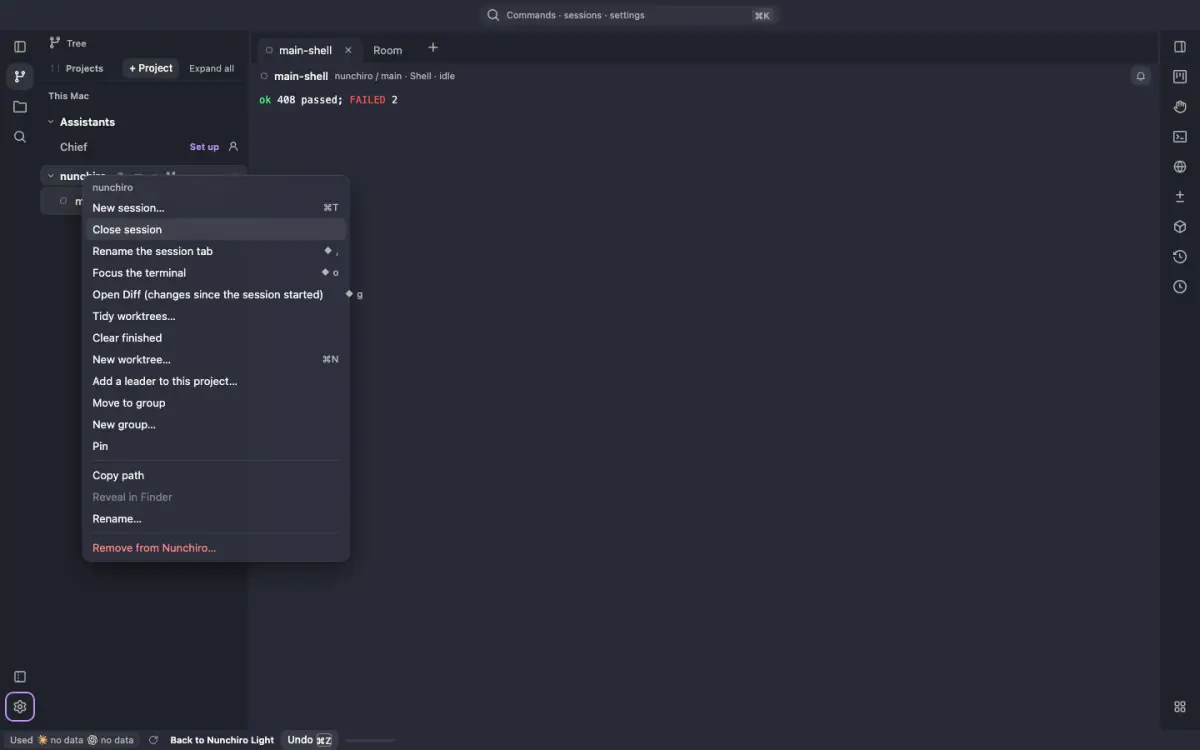 Commands · sessions · settings ⌘K
Tree
Projects + Project Expand all
This Mac
Assistants
Chief Set up
main-shell × Room +
main-shell nunchiro / main · Shell · idle
ok 408 passed; FAILED 2
nunchiro
New session... ⌘T
Close session
Rename the session tab ◆ ,
Focus the terminal ◆ o
Open Diff (changes since the session started) ◆ g
Tidy worktrees...
Clear finished
New worktree... ⌘N
Add a leader to this project...
Move to group
New group...
Pin
Copy path
Reveal in Finder
Rename...
Remove from Nunchiro...
Used no data no data Back to Nunchiro Light Undo ⌘Z